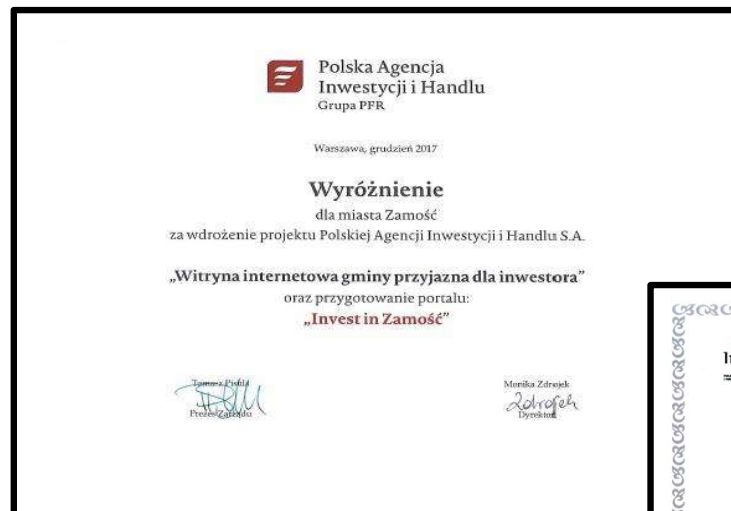 Polska Agencja
Inwestycji i Handlu
Grupa PFR
Warszawa, grudzień 2017
Wyróżnienie
dla miasta Zamość
za wdrożenie projektu Polskiej Agencji Inwestycji i Handlu S.A.
„Witryna internetowa gminy przyjazna dla inwestora”
oraz przygotowanie portalu:
„Invest in Zamość”
Tomasz Pisula
Prezes Zarządu
Monika Zdrojek
Zdrojek
Dyrektor